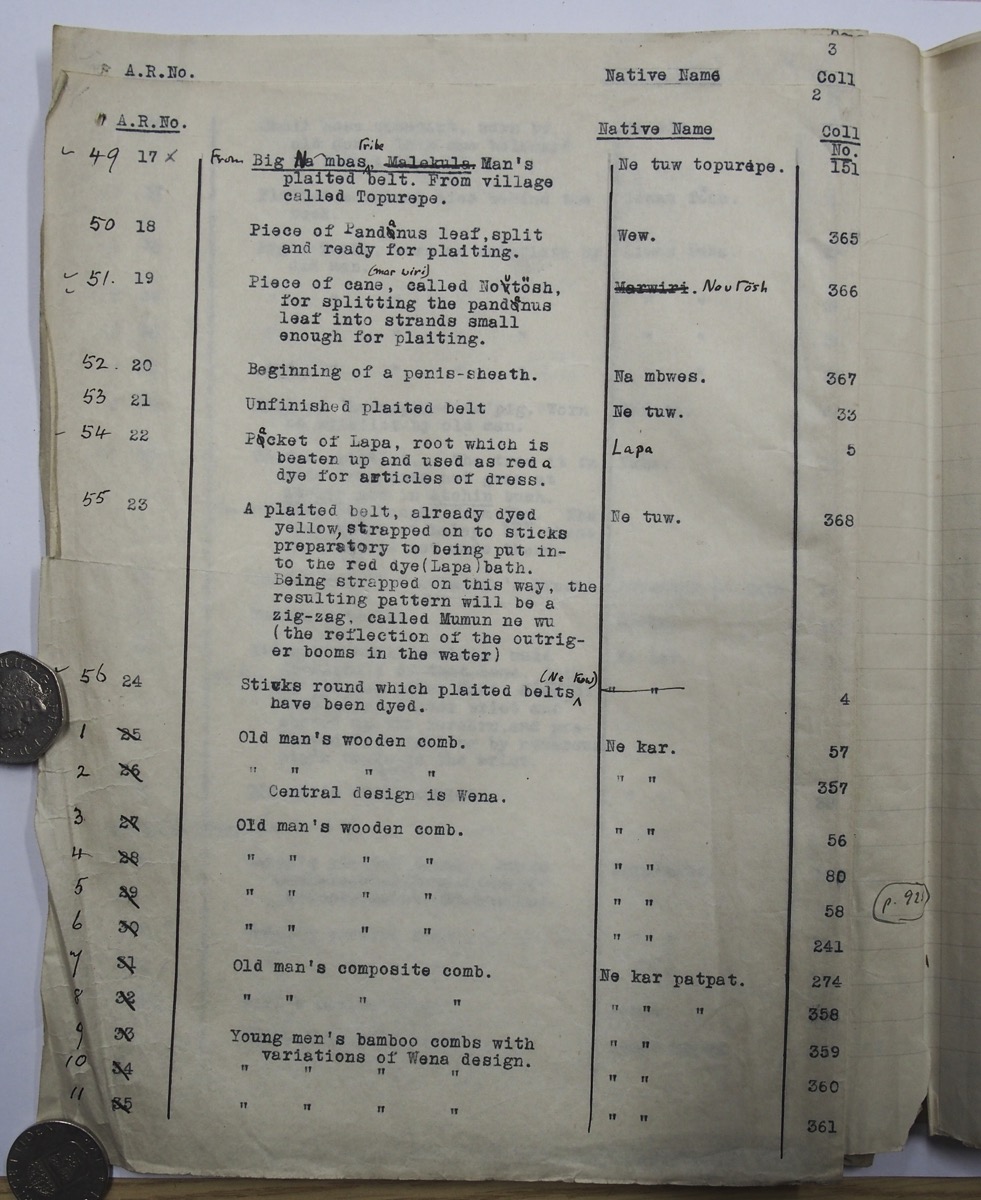 3
A.R.No. Native Name Coll
2
A.R.No. Native Name Coll
No.
49 17 x From Big Na mbas, Tribe Malekula. Man's Ne tuw topurepe. 151
plaited belt. From village
called Topurepe.
50 18 Piece of Pandanus leaf, split Wew. 365
and ready for plaiting.
(mar wiri)
51. 19 Piece of cane, called Novtösh, Marwiri. Novtösh 366
for splitting the pandanus
leaf into strands small
enough for plaiting.
52. 20 Beginning of a penis-sheath. Na mbwes. 367
53 21 Unfinished plaited belt Ne tuw. 33
54 22 Packet of Lapa, root which is Lapa 5
beaten up and used as red a
dye for articles of dress.
55 23 A plaited belt, already dyed Ne tuw. 368
yellow, strapped on to sticks
preparatory to being put in-
to the red dye(Lapa)bath.
Being strapped on this way, the
resulting pattern will be a
zig-zag, called Mumun ne wu
(the reflection of the outrig-
er booms in the water)
(Ne tuw)
56 24 Sticks round which plaited belts " " 4
have been dyed.
1 25 Old man's wooden comb. Ne kar. 57
2 26 " " " " " " 357
Central design is Wena.
3 27 Old man's wooden comb. " " 56
4 28 " " " " " " 80
5 29 " " " " " " 58
p. 921
6 30 " " " " " " 241
7 31 Old man's composite comb. Ne kar patpat. 274
8 32 " " " " " " " 358
9 33 Young men's bamboo combs with " " 359
variations of Wena design.
10 34 " " " " " " 360
11 35 " " " " " " 361